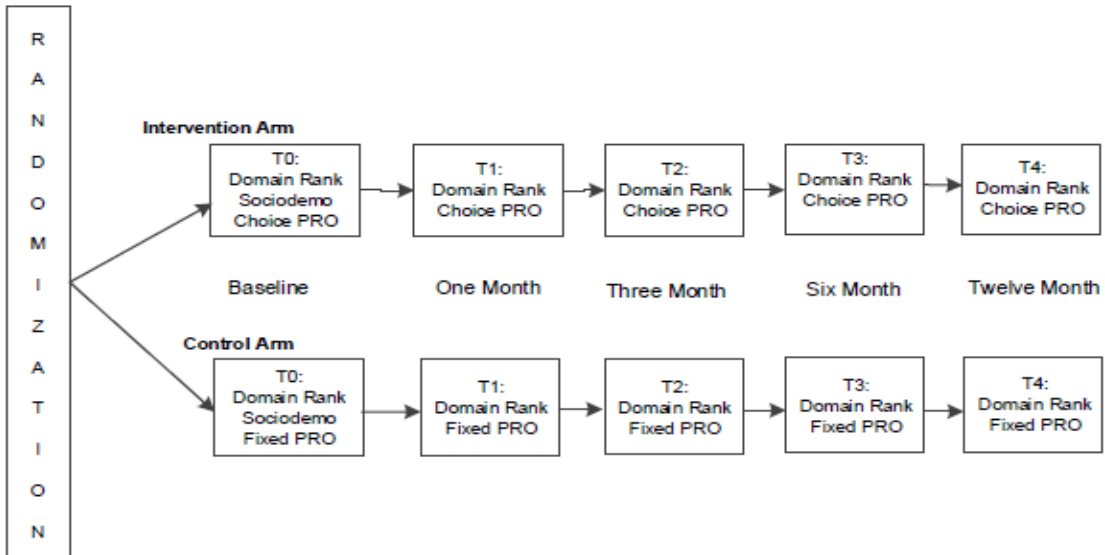 RANDOMIZATION
Intervention Arm
T0:
Domain Rank
Sociodemo
Choice PRO
T1:
Domain Rank
Choice PRO
T2:
Domain Rank
Choice PRO
T3:
Domain Rank
Choice PRO
T4:
Domain Rank
Choice PRO
Baseline
One Month
Three Month
Six Month
Twelve Month
Control Arm
T0:
Domain Rank
Sociodemo
Fixed PRO
T1:
Domain Rank
Fixed PRO
T2:
Domain Rank
Fixed PRO
T3:
Domain Rank
Fixed PRO
T4:
Domain Rank
Fixed PRO